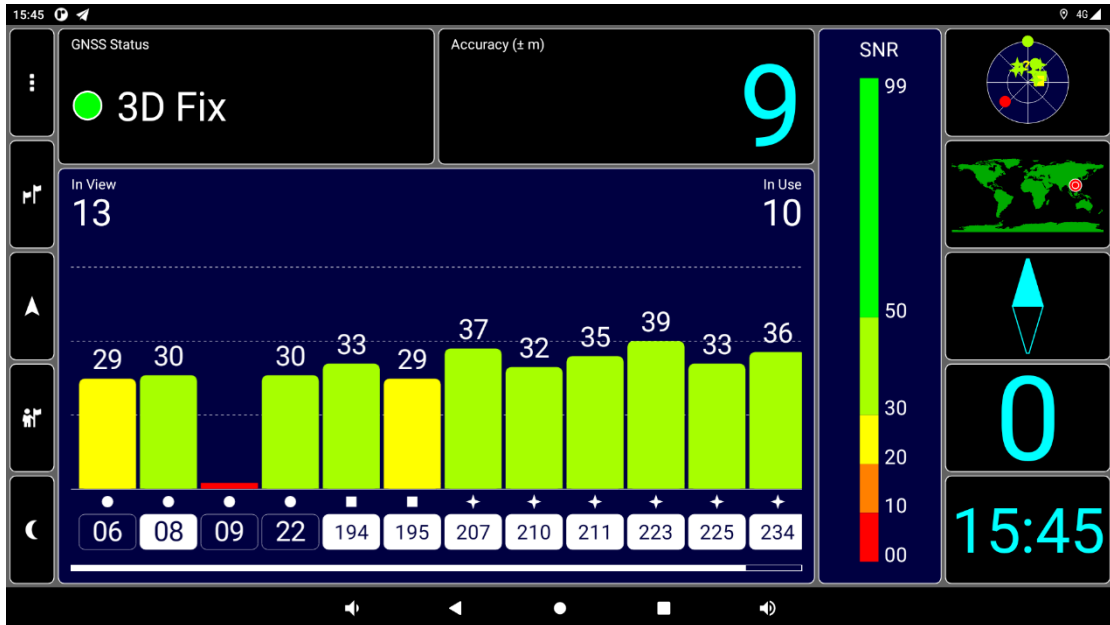 15:45
4G
GNSS Status
3D Fix
Accuracy (± m)
9
In View
13
In Use
10
29 30 30 33 29 37 32 35 39 33 36
06 08 09 22 194 195 207 210 211 223 225 234
SNR
99
50
30
20
10
00
0
15:45